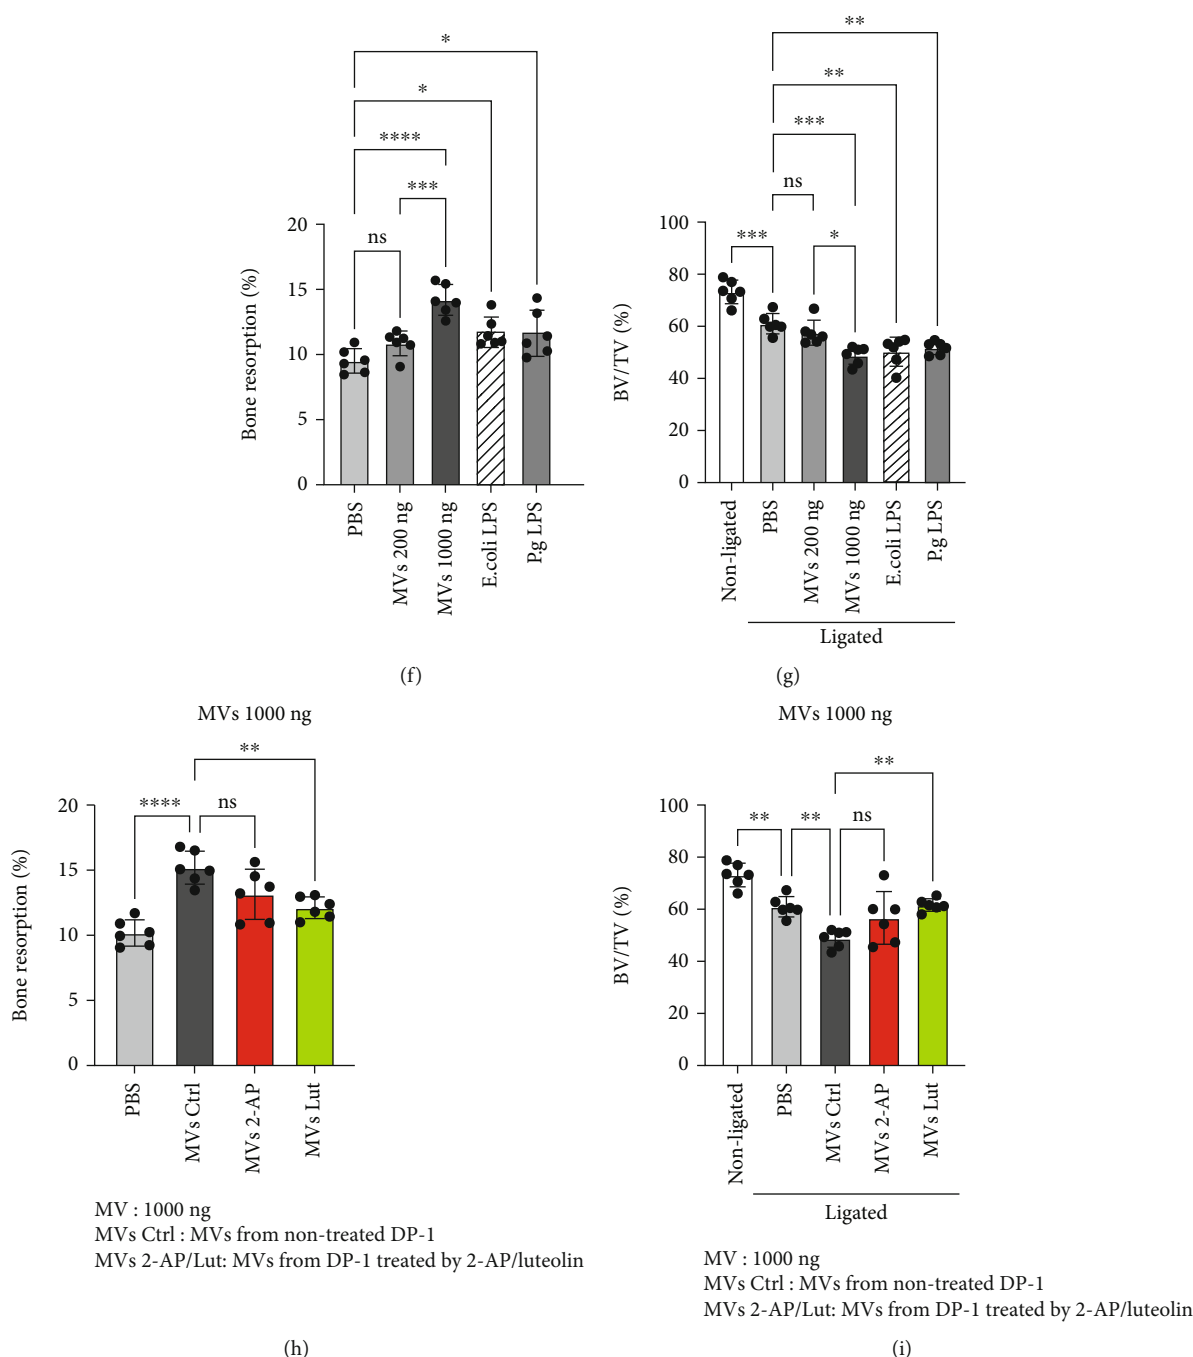 *
*
****
***
ns
20
15
10
5
0
Bone resorption (%)
PBS
MVs 200 ng
MVs 1000 ng
E.coli LPS
P.g LPS
(f)
**
**
***
ns
***
*
100
80
60
40
20
0
BV/TV (%)
Non-ligated
PBS
MVs 200 ng
MVs 1000 ng
E.coli LPS
P.g LPS
Ligated
(g)
MVs 1000 ng
**
****
ns
20
15
10
5
0
Bone resorption (%)
PBS
MVs Ctrl
MVs 2-AP
MVs Lut
MV : 1000 ng
MVs Ctrl : MVs from non-treated DP-1
MVs 2-AP/Lut: MVs from DP-1 treated by 2-AP/luteolin
(h)
MVs 1000 ng
**
**
**
ns
100
80
60
40
20
0
BV/TV (%)
Non-ligated
PBS
MVs Ctrl
MVs 2-AP
MVs Lut
Ligated
MV : 1000 ng
MVs Ctrl : MVs from non-treated DP-1
MVs 2-AP/Lut: MVs from DP-1 treated by 2-AP/luteolin
(i)